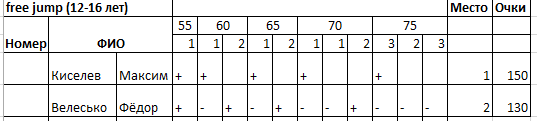 free jump (12-16 лет) Место Очки
55 60 65 70 75
Номер ФИО 1 1 2 1 2 1 1 2 3 2 3
Киселев Максим + + + + + 1 150
Велесько Фёдор + - + - + - - + - - - 2 130